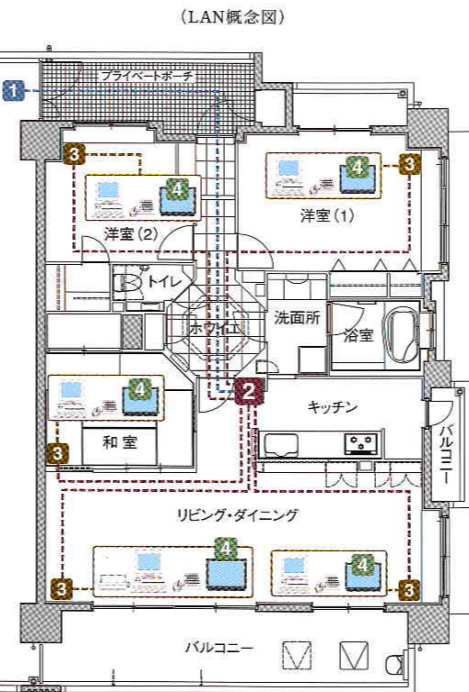 (LAN概念図)
プライベートポーチ
1
3
4
4
3
洋室(2)
洋室(1)
トイレ
ホワイエ
洗面所
浴室
4
2
キッチン
バルコニー
和室
3
リビング・ダイニング
4
4
3
3
バルコニー